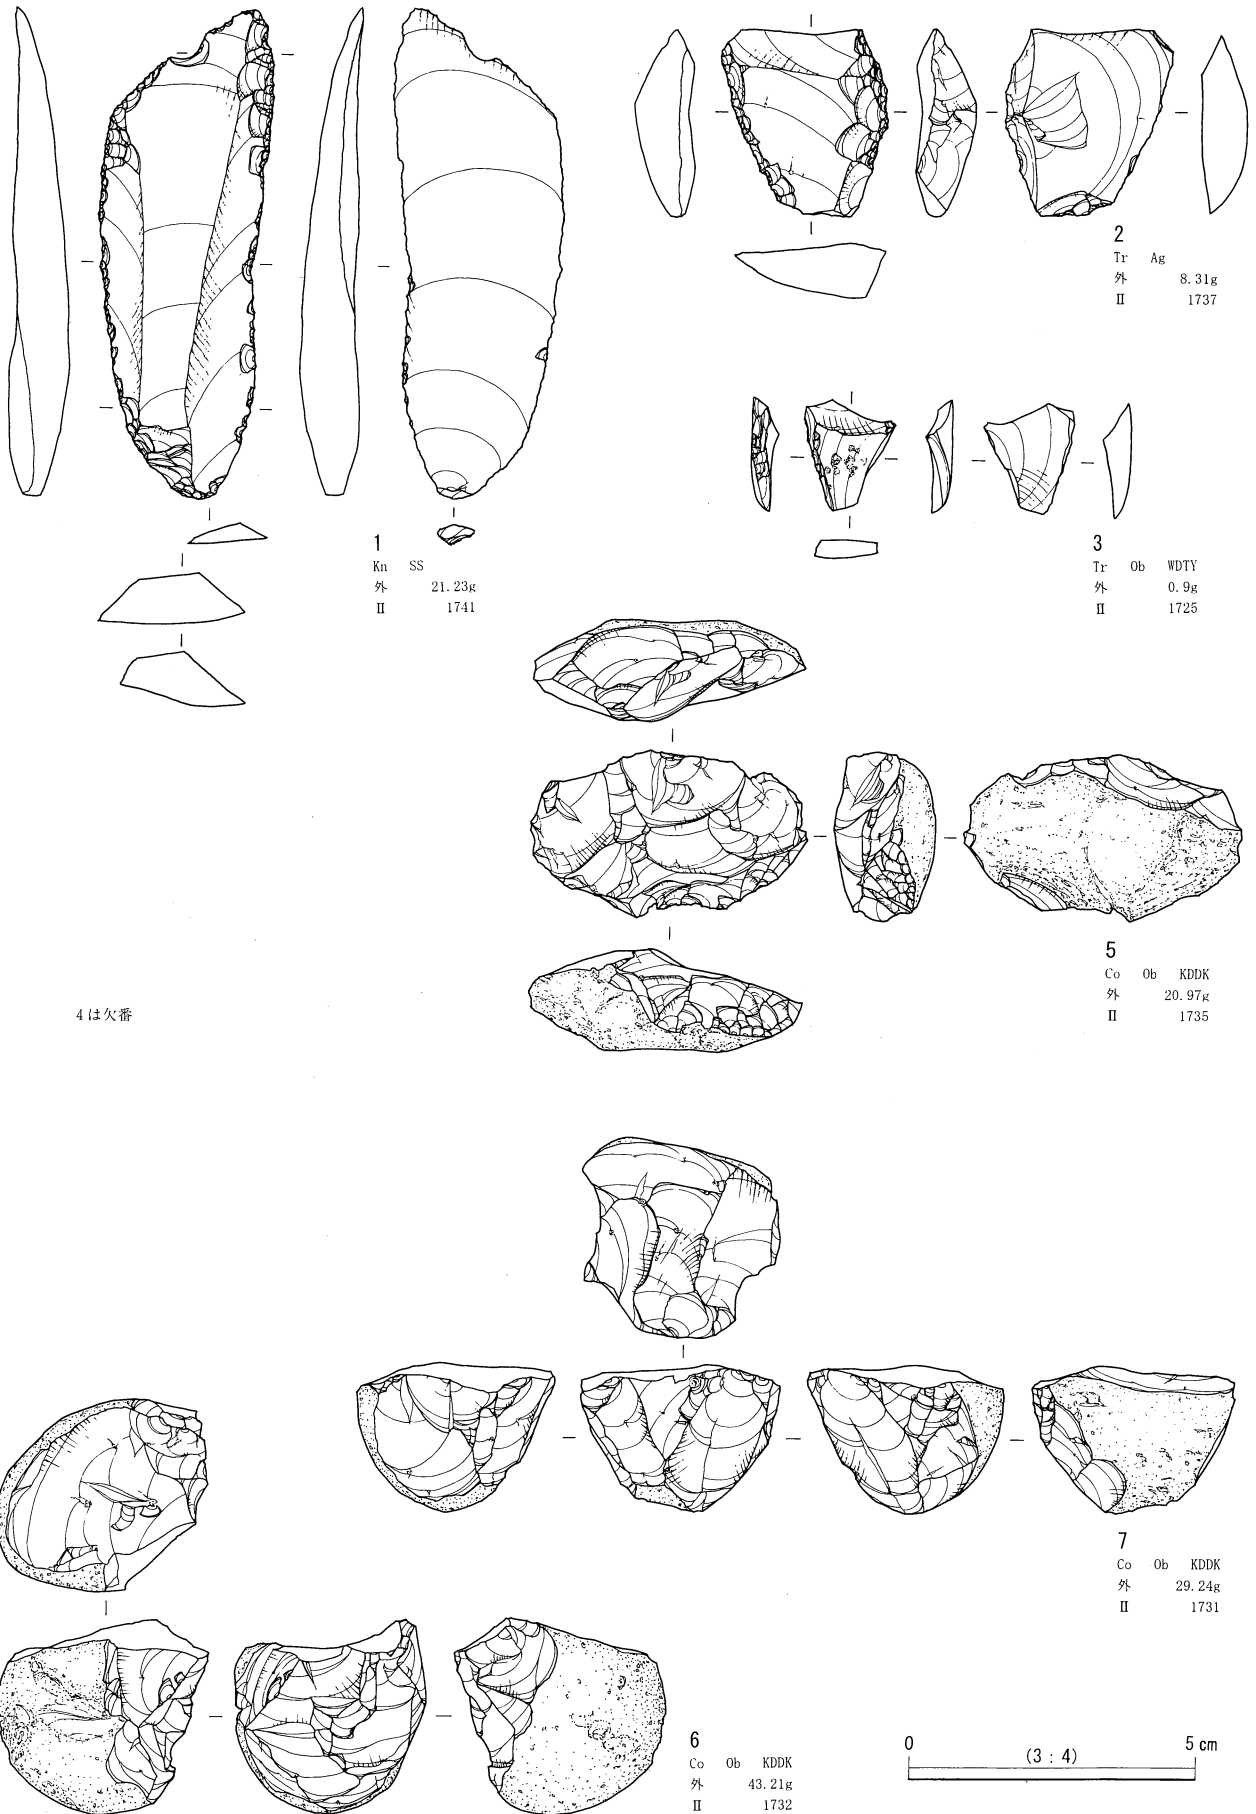 1
Kn SS
外 21.23g
Ⅱ 1741
2
Tr Ag
外 8.31g
Ⅱ 1737
3
Tr Ob WDTY
外 0.9g
Ⅱ 1725
4は欠番
5
Co Ob KDDK
外 20.97g
Ⅱ 1735
7
Co Ob KDDK
外 29.24g
Ⅱ 1731
6
Co Ob KDDK
外 43.21g
Ⅱ 1732
0 5cm
(3 : 4)